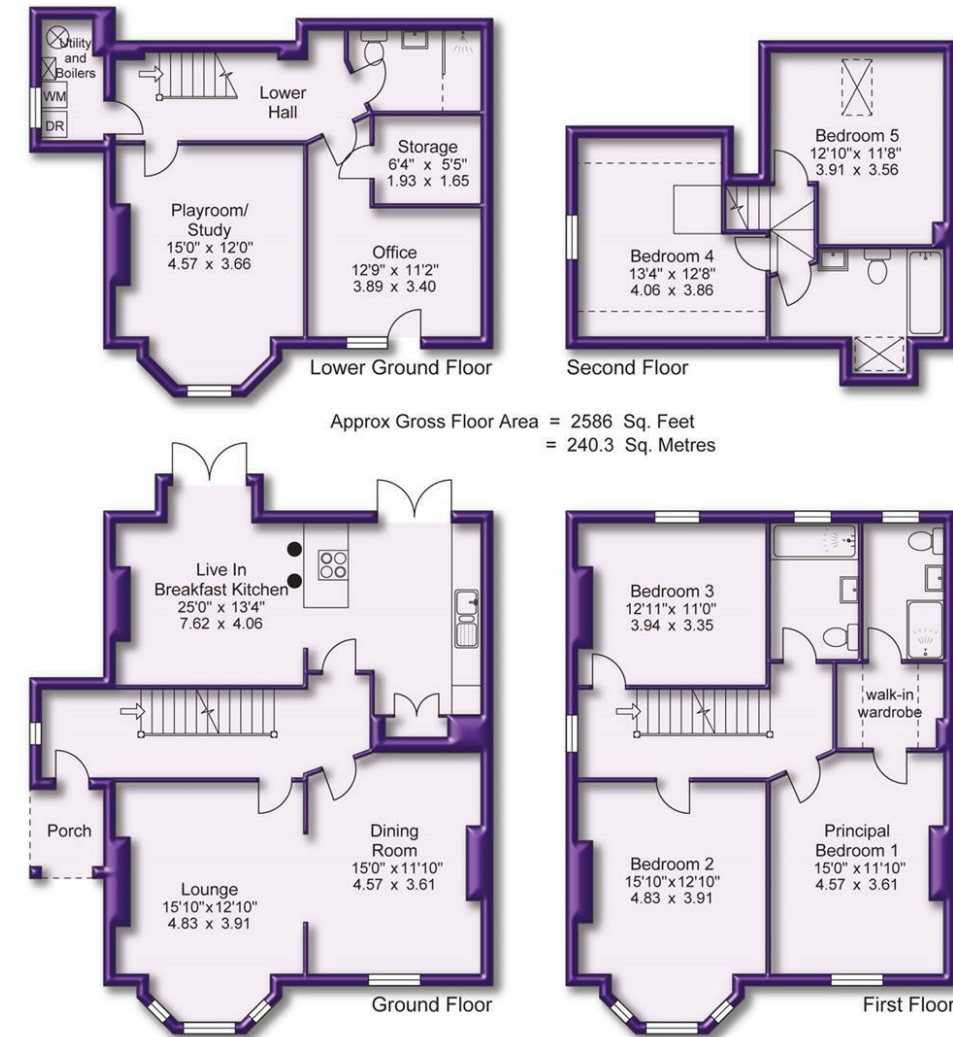 Utility
and
Boilers
WM
DR
Lower
Hall
Storage
6'4" x 5'5"
1.93 x 1.65
Playroom/
Study
15'0" x 12'0"
4.57 x 3.66
Office
12'9" x 11'2"
3.89 x 3.40
Lower Ground Floor
Bedroom 5
12'10"x 11'8"
3.91 x 3.56
Bedroom 4
13'4" x 12'8"
4.06 x 3.86
Second Floor
Approx Gross Floor Area = 2586 Sq. Feet
= 240.3 Sq. Metres
Live In
Breakfast Kitchen
25'0" x 13'4"
7.62 x 4.06
Porch
Lounge
15'10"x12'10"
4.83 x 3.91
Dining
Room
15'0"x11'10"
4.57 x 3.61
Ground Floor
Bedroom 3
12'11"x 11'0"
3.94 x 3.35
walk-in
wardrobe
Bedroom 2
15'10"x12'10"
4.83 x 3.91
Principal
Bedroom 1
15'0"x11'10"
4.57 x 3.61
First Floor